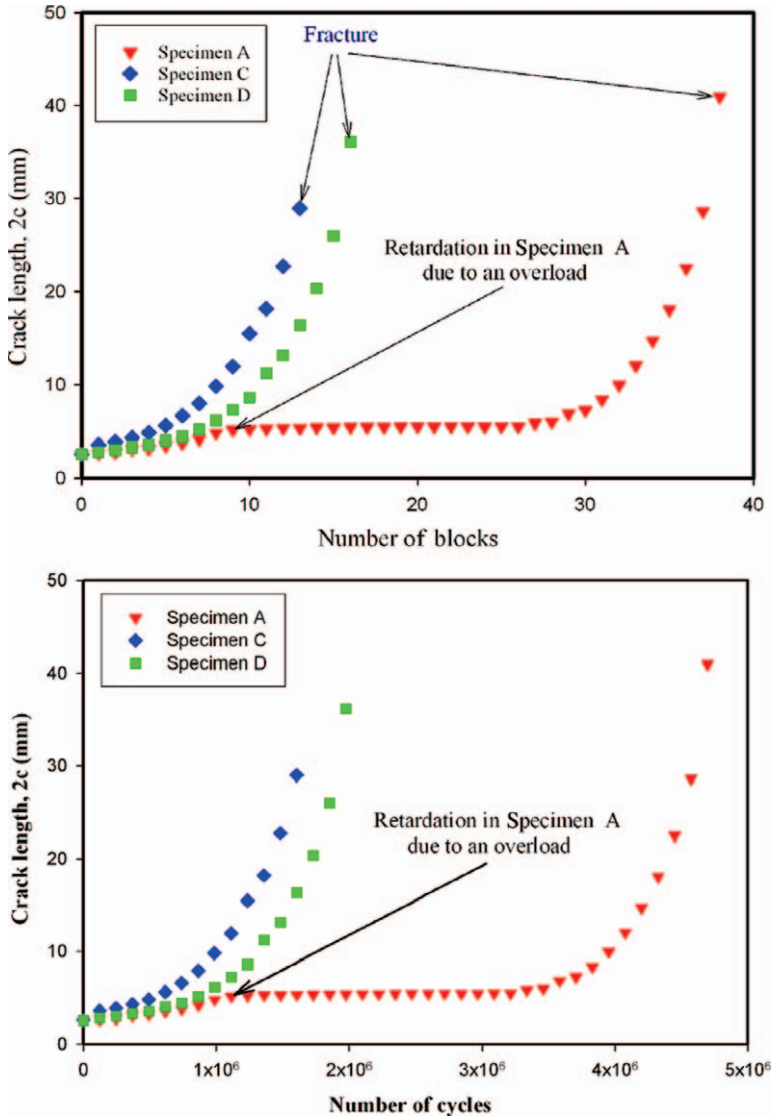 50
40
30
20
10
0
Crack length, 2c (mm)
Specimen A
Specimen C
Specimen D
Fracture
Retardation in Specimen A
due to an overload
0
10
20
30
40
Number of blocks
50
40
30
20
10
0
Crack length, 2c (mm)
Specimen A
Specimen C
Specimen D
Retardation in Specimen A
due to an overload
0
1x10⁶
2x10⁶
3x10⁶
4x10⁶
5x10⁶
Number of cycles